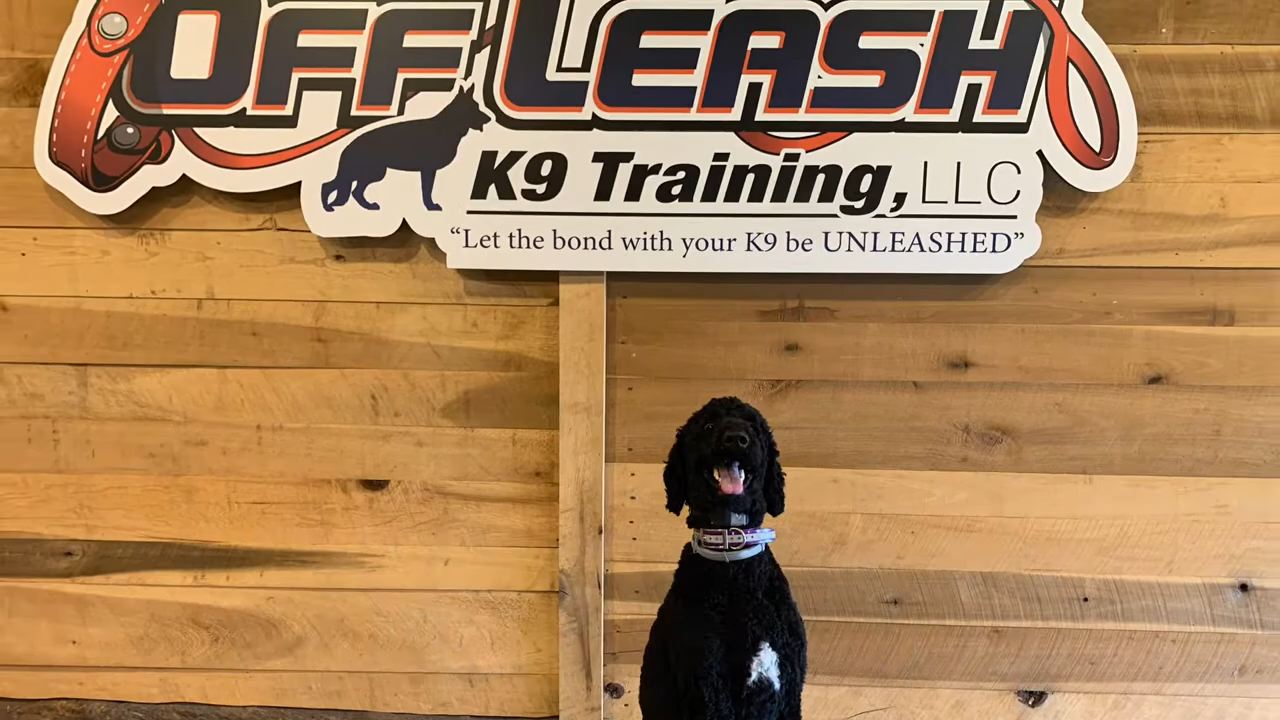 OFF LEASH
K9 Training, LLC
“Let the bond with your K9 be UNLEASHED”